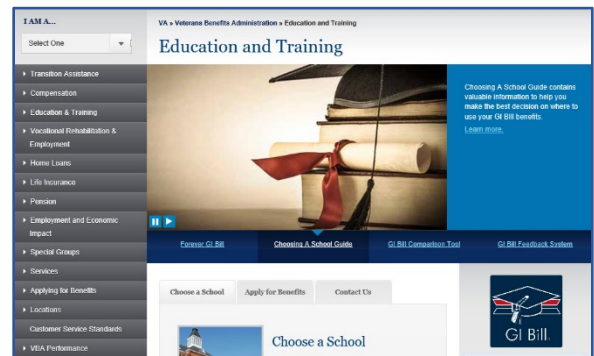 I AM A...
Select One
Transition Assistance
Compensation
Education & Training
Vocational Rehabilitation &
Employment
Home Loans
Life Insurance
Pension
Employment and Economic
Impact
Special Groups
Services
Applying for Benefits
Locations
Customer Service Standards
VBA Performance
VA » Veterans Benefits Administration » Education and Training
Education and Training
Choosing A School Guide contains
valuable information to help you
make the best decision on where to
use your GI Bill benefits.
Learn more.
Forever GI Bill
Choosing A School Guide
GI Bill Comparison Tool
GI Bill Feedback System
Choose a School
Apply for Benefits
Contact Us
Choose a School
GI Bill.